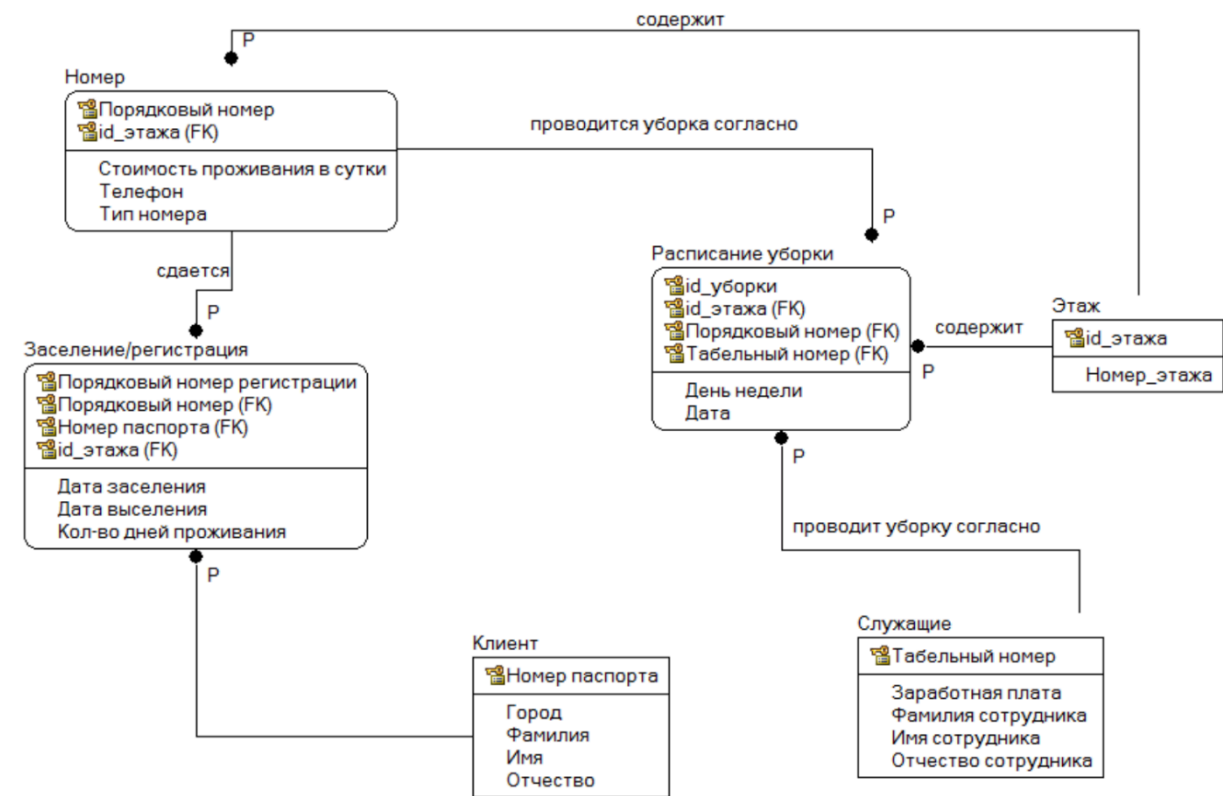 содержит
P
Номер
Порядковый номер
id_этажа (FK)
Стоимость проживания в сутки
Телефон
Тип номера
проводится уборка согласно
P
сдается
P
Расписание уборки
id_уборки
id_этажа (FK)
Порядковый номер (FK)
Табельный номер (FK)
День недели
Дата
содержит
P
Этаж
id_этажа
Номер_этажа
Заселение/регистрация
Порядковый номер регистрации
Порядковый номер (FK)
Номер паспорта (FK)
id_этажа (FK)
Дата заселения
Дата выселения
Кол-во дней проживания
P
P
проводит уборку согласно
Клиент
Номер паспорта
Город
Фамилия
Имя
Отчество
Служащие
Табельный номер
Заработная плата
Фамилия сотрудника
Имя сотрудника
Отчество сотрудника